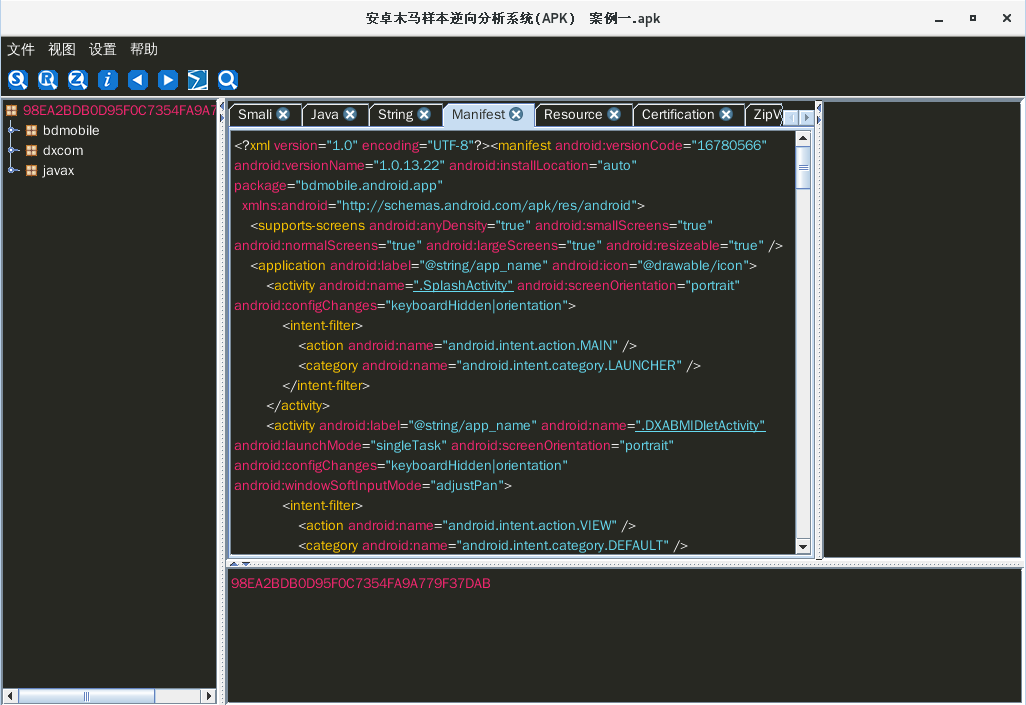 安卓木马样本逆向分析系统(APK) 案例一.apk
文件 视图 设置 帮助
98EA2BDB0D95F0C7354FA9A7
bdmobile
dxcom
javax
Smali Java String Manifest Resource Certification ZipV
<?xml version="1.0" encoding="UTF-8"?><manifest android:versionCode="16780566"
android:versionName="1.0.13.22" android:installLocation="auto"
package="bdmobile.android.app"
xmlns:android="http://schemas.android.com/apk/res/android">
<supports-screens android:anyDensity="true" android:smallScreens="true"
android:normalScreens="true" android:largeScreens="true" android:resizeable="true" />
<application android:label="@string/app_name" android:icon="@drawable/icon">
<activity android:name=".SplashActivity" android:screenOrientation="portrait"
android:configChanges="keyboardHidden|orientation">
<intent-filter>
<action android:name="android.intent.action.MAIN" />
<category android:name="android.intent.category.LAUNCHER" />
</intent-filter>
</activity>
<activity android:label="@string/app_name" android:name=".DXABMIDletActivity"
android:launchMode="singleTask" android:screenOrientation="portrait"
android:configChanges="keyboardHidden|orientation"
android:windowSoftInputMode="adjustPan">
<intent-filter>
<action android:name="android.intent.action.VIEW" />
<category android:name="android.intent.category.DEFAULT" />
98EA2BDB0D95F0C7354FA9A779F37DAB